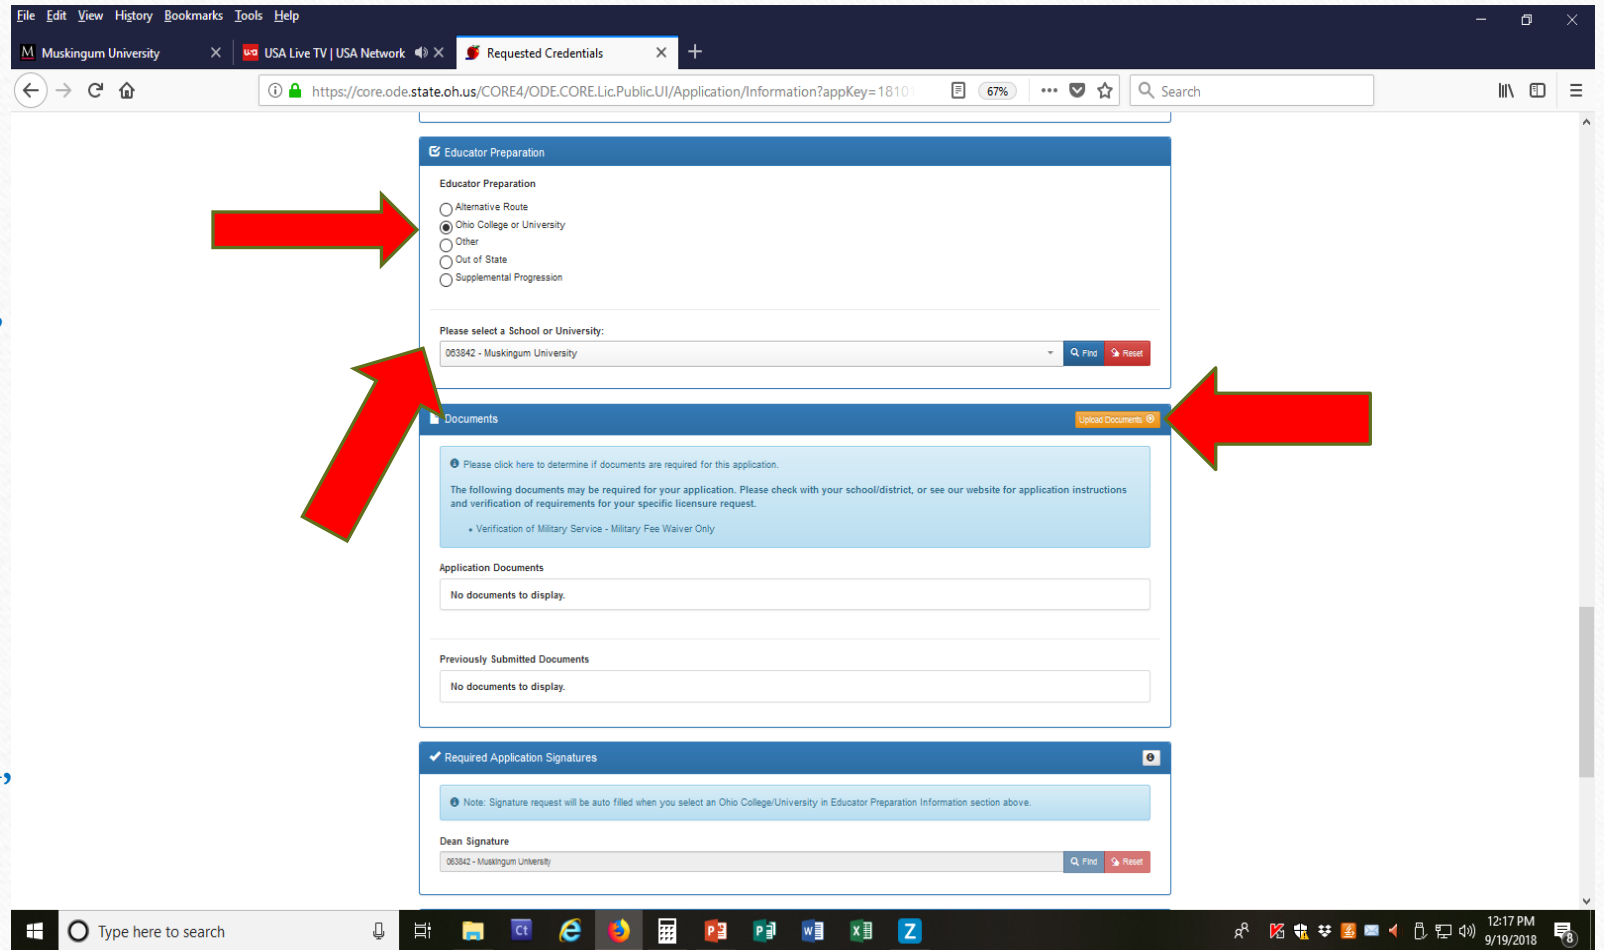 File Edit View History Bookmarks Tools Help
Muskingum University
USA Live TV | USA Network
Requested Credentials
https://core.ode.state.oh.us/CORE4/ODE.CORE.Lic.Public.UI/Application/Information?appKey=1810
67%
Search
Educator Preparation
Educator Preparation
Alternative Route
Ohio College or University
Other
Out of State
Supplemental Progression
Please select a School or University:
063842 - Muskingum University
Find
Reset
Documents
Upload Documents
Please click here to determine if documents are required for this application.
The following documents may be required for your application. Please check with your school/district, or see our website for application instructions
and verification of requirements for your specific licensure request.
• Verification of Military Service - Military Fee Waiver Only
Application Documents
No documents to display.
Previously Submitted Documents
No documents to display.
Required Application Signatures
Note: Signature request will be auto filled when you select an Ohio College/University in Educator Preparation Information section above.
Dean Signature
063842 - Muskingum University
Find
Reset
Type here to search
12:17 PM
9/19/2018